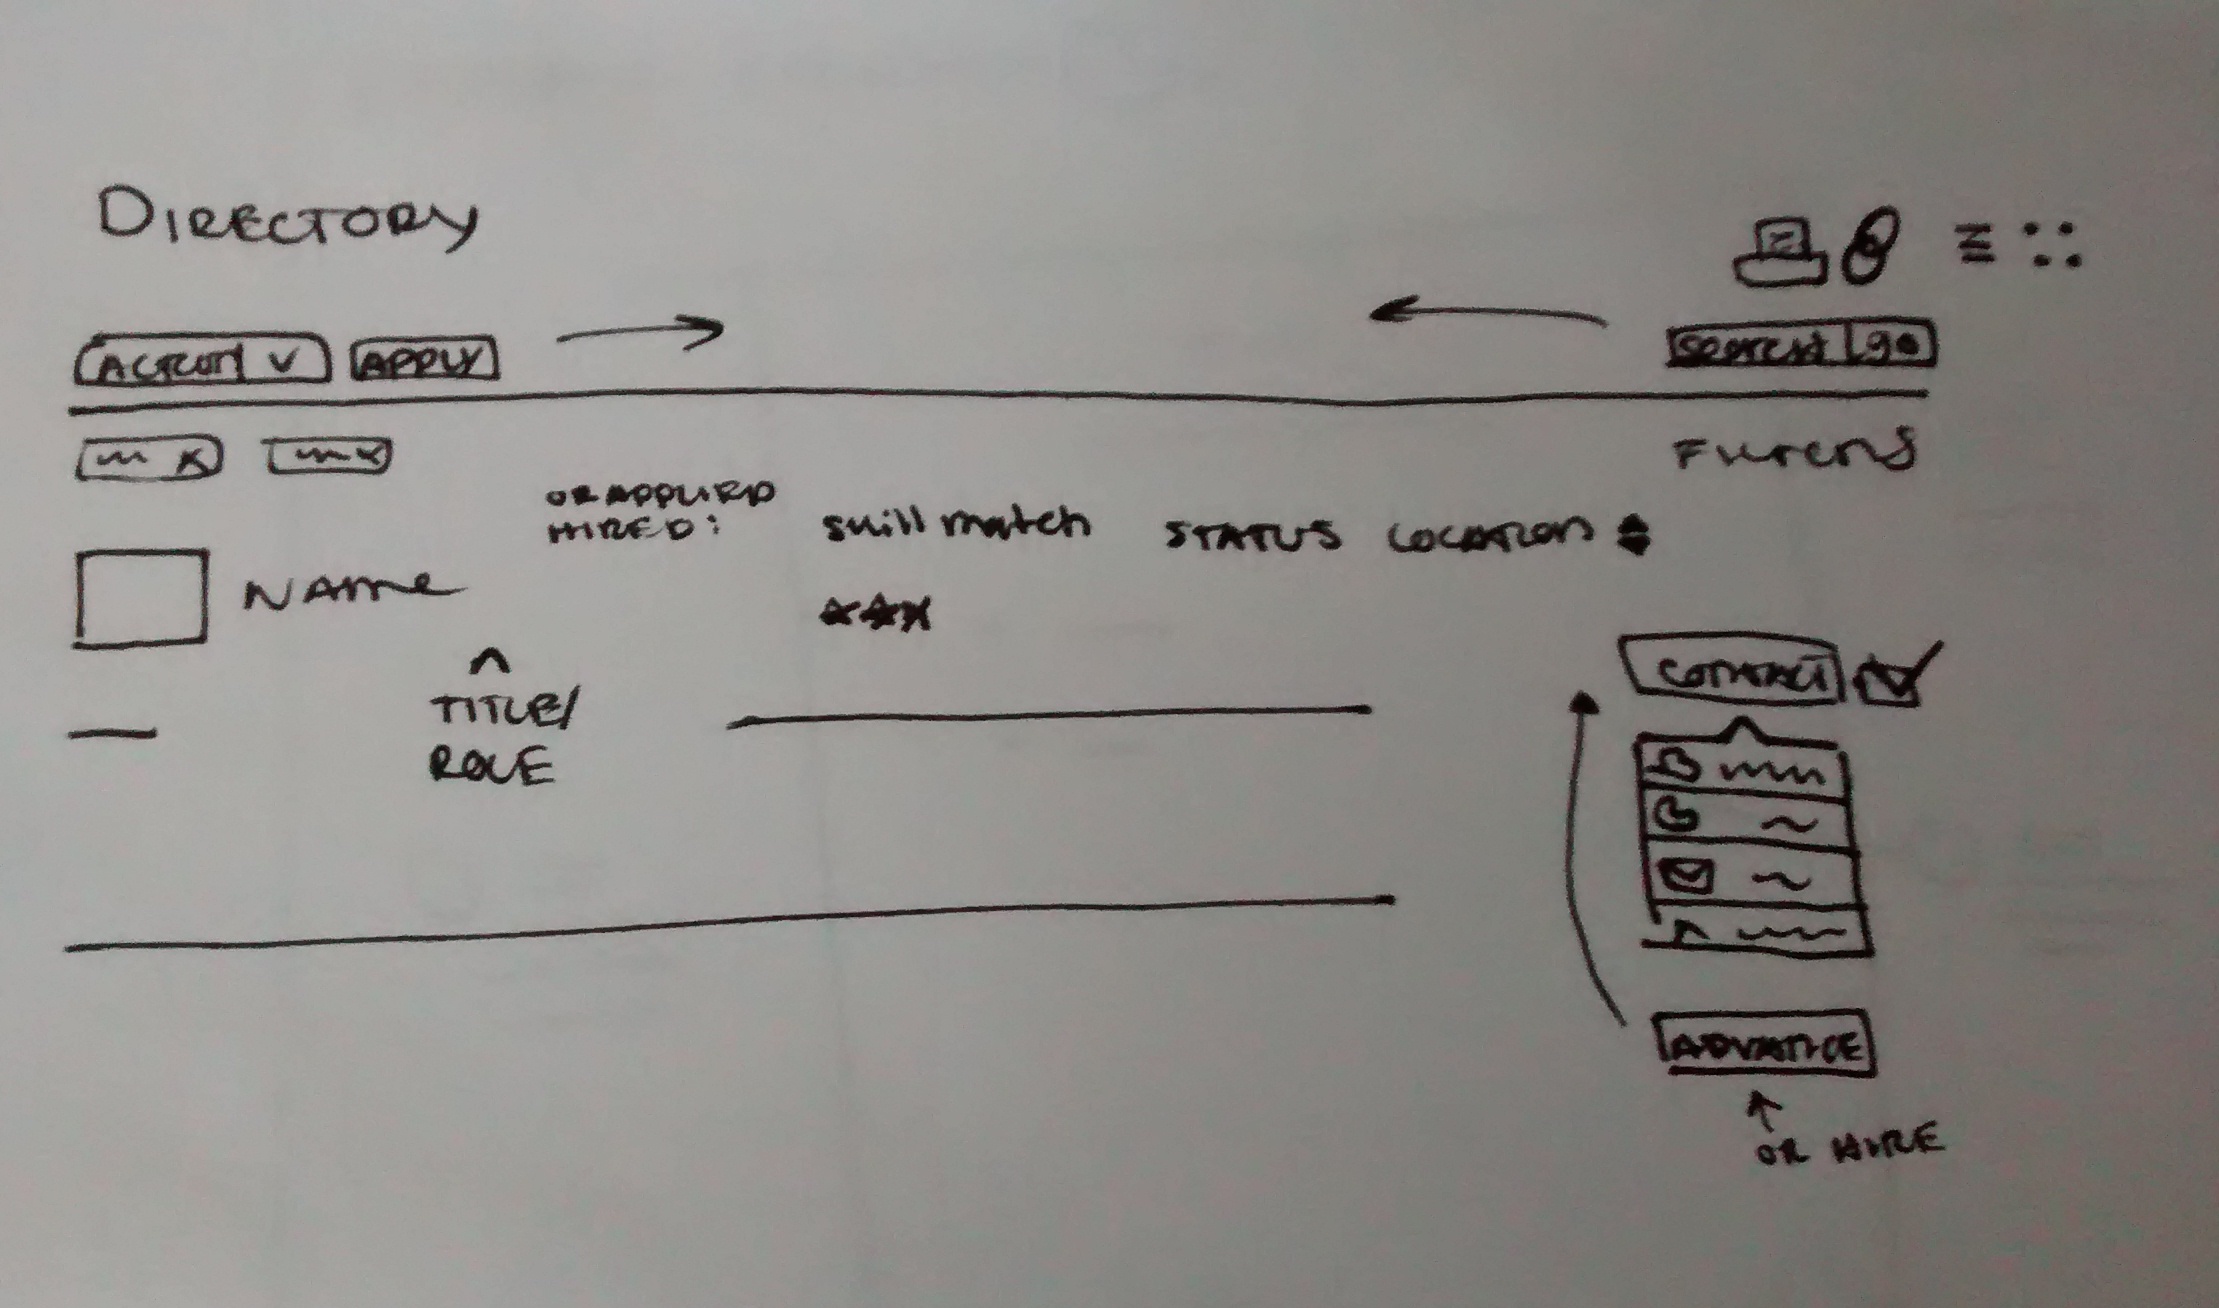 DIRECTORY
ACTION V APPLY
SEARCH go
FILTERS
OR APPLIED
HIRED:
skill match STATUS LOCATION
NAME
TITLE/
ROLE
CONTACT
ADVANCE
OR HIRE